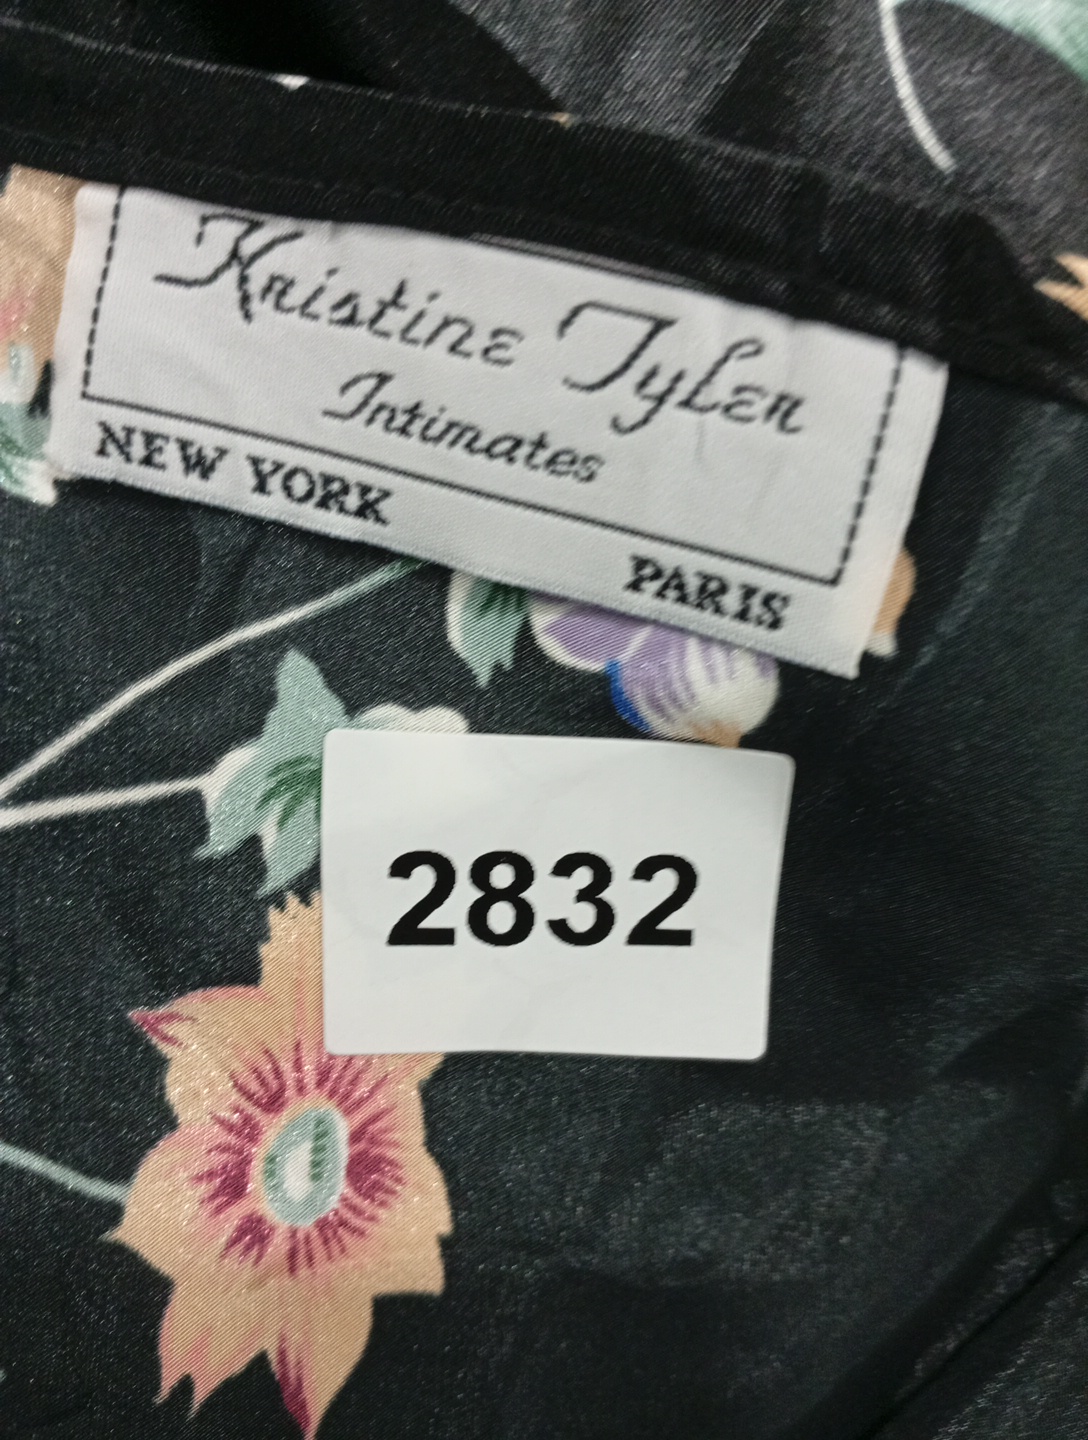 Kristine Tyler
Intimates
NEW YORK PARIS
2832